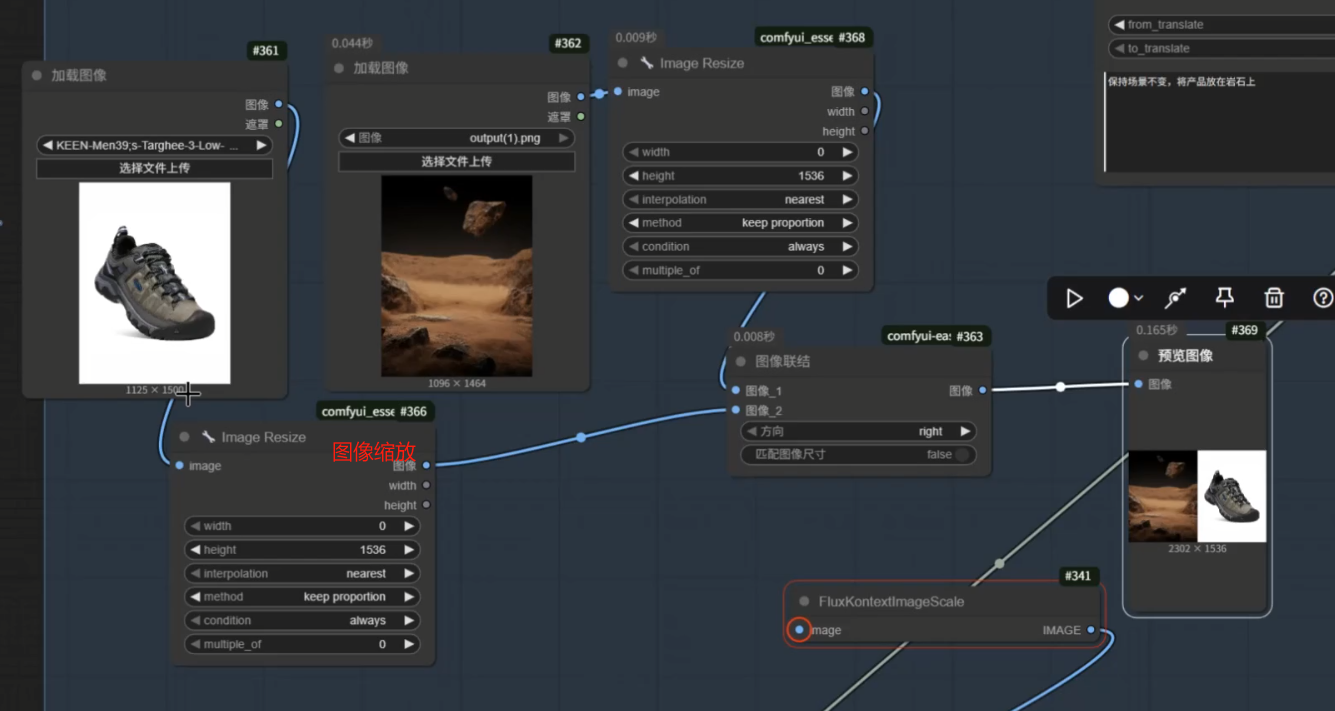 #361
加载图像
图像
遮罩
KEEN-Men39;s-Targhee-3-Low- ...
选择文件上传
1125 × 1500
0.044秒
#362
加载图像
图像
遮罩
图像 output(1).png
选择文件上传
1096 × 1464
0.009秒
comfyui_esse #368
Image Resize
image
图像
width
height
width 0
height 1536
interpolation nearest
method keep proportion
condition always
multiple_of 0
from_translate
to_translate
保持场景不变，将产品放在岩石上
comfyui_esse #366
Image Resize
图像缩放
image
图像
width
height
width 0
height 1536
interpolation nearest
method keep proportion
condition always
multiple_of 0
0.008秒
comfyui-ea: #363
图像联结
图像_1
图像
图像_2
方向 right
匹配图像尺寸 false
0.165秒
#369
预览图像
图像
2302 × 1536
#341
FluxKontextImageScale
image
IMAGE